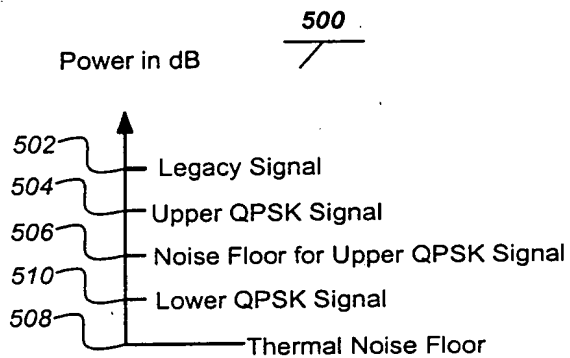 500
Power in dB
502 Legacy Signal
504 Upper QPSK Signal
506 Noise Floor for Upper QPSK Signal
510 Lower QPSK Signal
508 Thermal Noise Floor